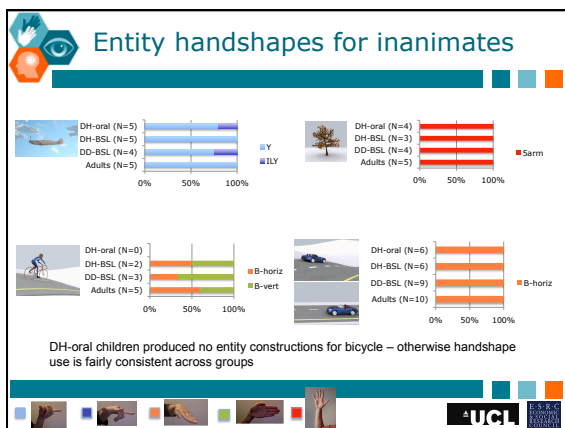 Entity handshapes for inanimates
DH-oral (N=5)
DH-BSL (N=5)
DD-BSL (N=4)
Adults (N=5)
0% 50% 100%
Y
ILY
DH-oral (N=4)
DH-BSL (N=3)
DD-BSL (N=4)
Adults (N=5)
0% 50% 100%
5arm
DH-oral (N=0)
DH-BSL (N=2)
DD-BSL (N=3)
Adults (N=5)
0% 50% 100%
B-horiz
B-vert
DH-oral (N=6)
DH-BSL (N=6)
DD-BSL (N=9)
Adults (N=10)
0% 50% 100%
B-horiz
DH-oral children produced no entity constructions for bicycle – otherwise handshape
use is fairly consistent across groups
UCL
E·S·R·C
ECONOMIC
& SOCIAL
RESEARCH
COUNCIL